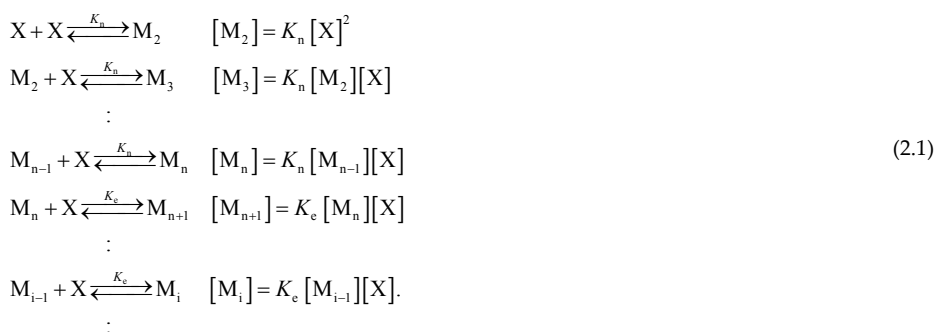 X + X ⇌ M₂ (Kₙ) [M₂] = Kₙ [X]²
M₂ + X ⇌ M₃ (Kₙ) [M₃] = Kₙ [M₂][X]
:
Mₙ₋₁ + X ⇌ Mₙ (Kₙ) [Mₙ] = Kₙ [Mₙ₋₁][X]
(2.1)
Mₙ + X ⇌ Mₙ₊₁ (Kₑ) [Mₙ₊₁] = Kₑ [Mₙ][X]
:
Mᵢ₋₁ + X ⇌ Mᵢ (Kₑ) [Mᵢ] = Kₑ [Mᵢ₋₁][X].
: